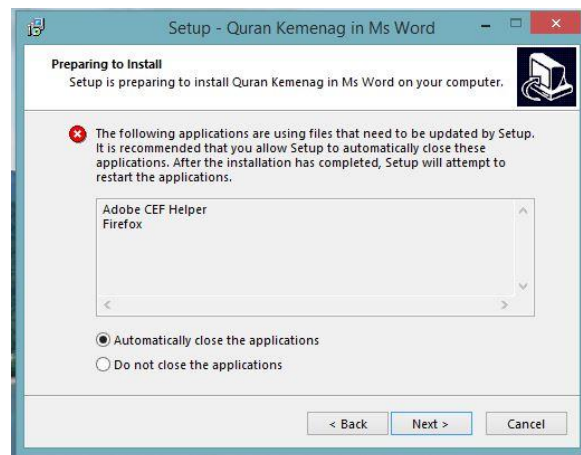 Setup - Quran Kemenag in Ms Word
Preparing to Install
Setup is preparing to install Quran Kemenag in Ms Word on your computer.
The following applications are using files that need to be updated by Setup.
It is recommended that you allow Setup to automatically close these
applications. After the installation has completed, Setup will attempt to
restart the applications.
Adobe CEF Helper
Firefox
Automatically close the applications
Do not close the applications
< Back Next > Cancel